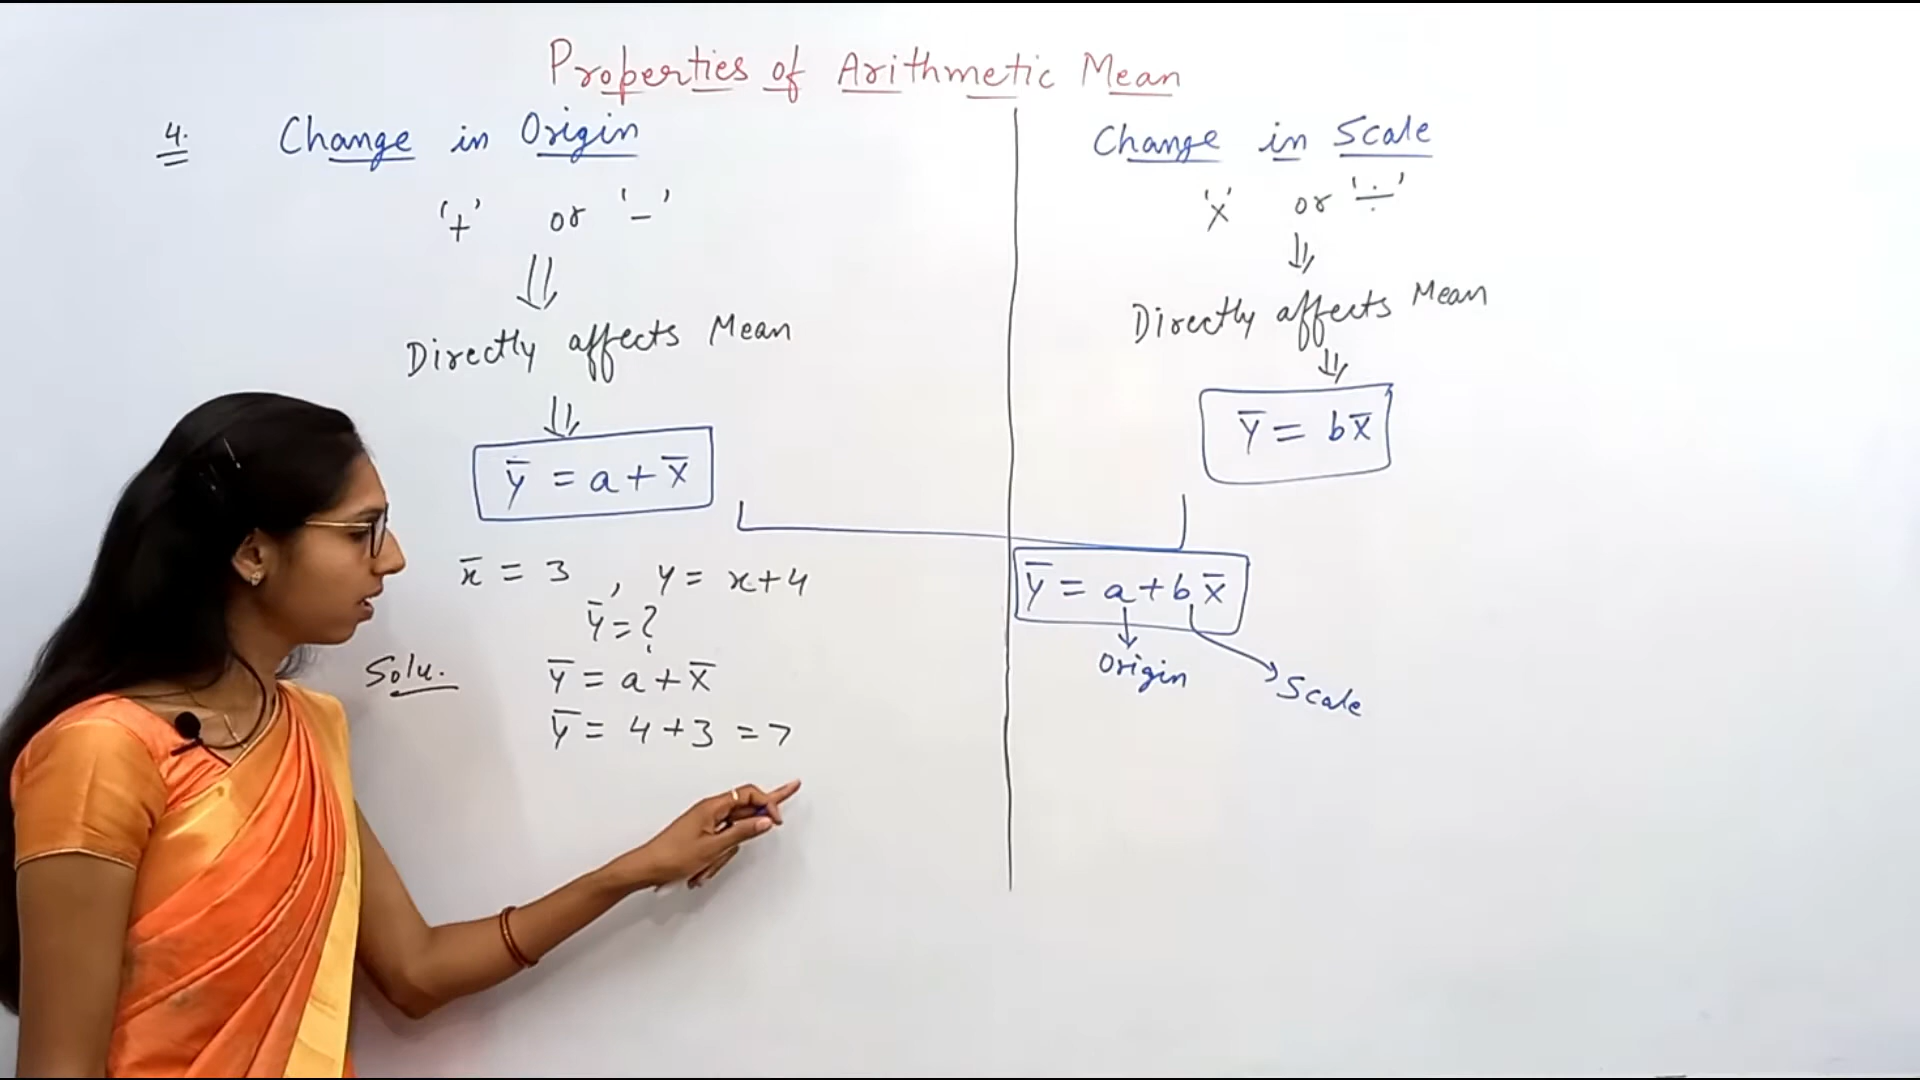 Properties of Arithmetic Mean
4. Change in Origin
'+' or '-'
⇓
Directly affects Mean
⇓
ȳ = a + x̄
x̄ = 3 , y = x + 4
ȳ = ?
Solu. ȳ = a + x̄
ȳ = 4 + 3 = 7
Change in Scale
'x' or '÷'
⇓
Directly affects Mean
⇓
ȳ = bx̄
ȳ = a + b x̄
Origin
Scale